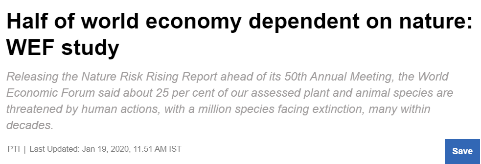 Half of world economy dependent on nature:
WEF study
Releasing the Nature Risk Rising Report ahead of its 50th Annual Meeting, the World
Economic Forum said about 25 per cent of our assessed plant and animal species are
threatened by human actions, with a million species facing extinction, many within
decades.
PTI | Last Updated: Jan 19, 2020, 11.51 AM IST
Save